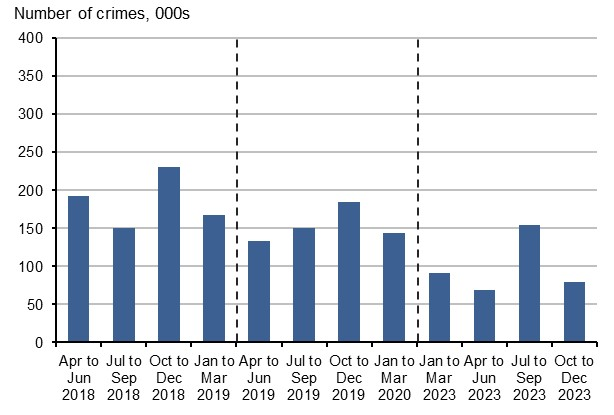 Number of crimes, 000s
400
350
300
250
200
150
100
50
0
Apr to Jul to Oct to Jan to Apr to Jul to Oct to Jan to Jan to Apr to Jul to Oct to
Jun Sep Dec Mar Jun Sep Dec Mar Mar Jun Sep Dec
2018 2018 2018 2019 2019 2019 2019 2020 2023 2023 2023 2023